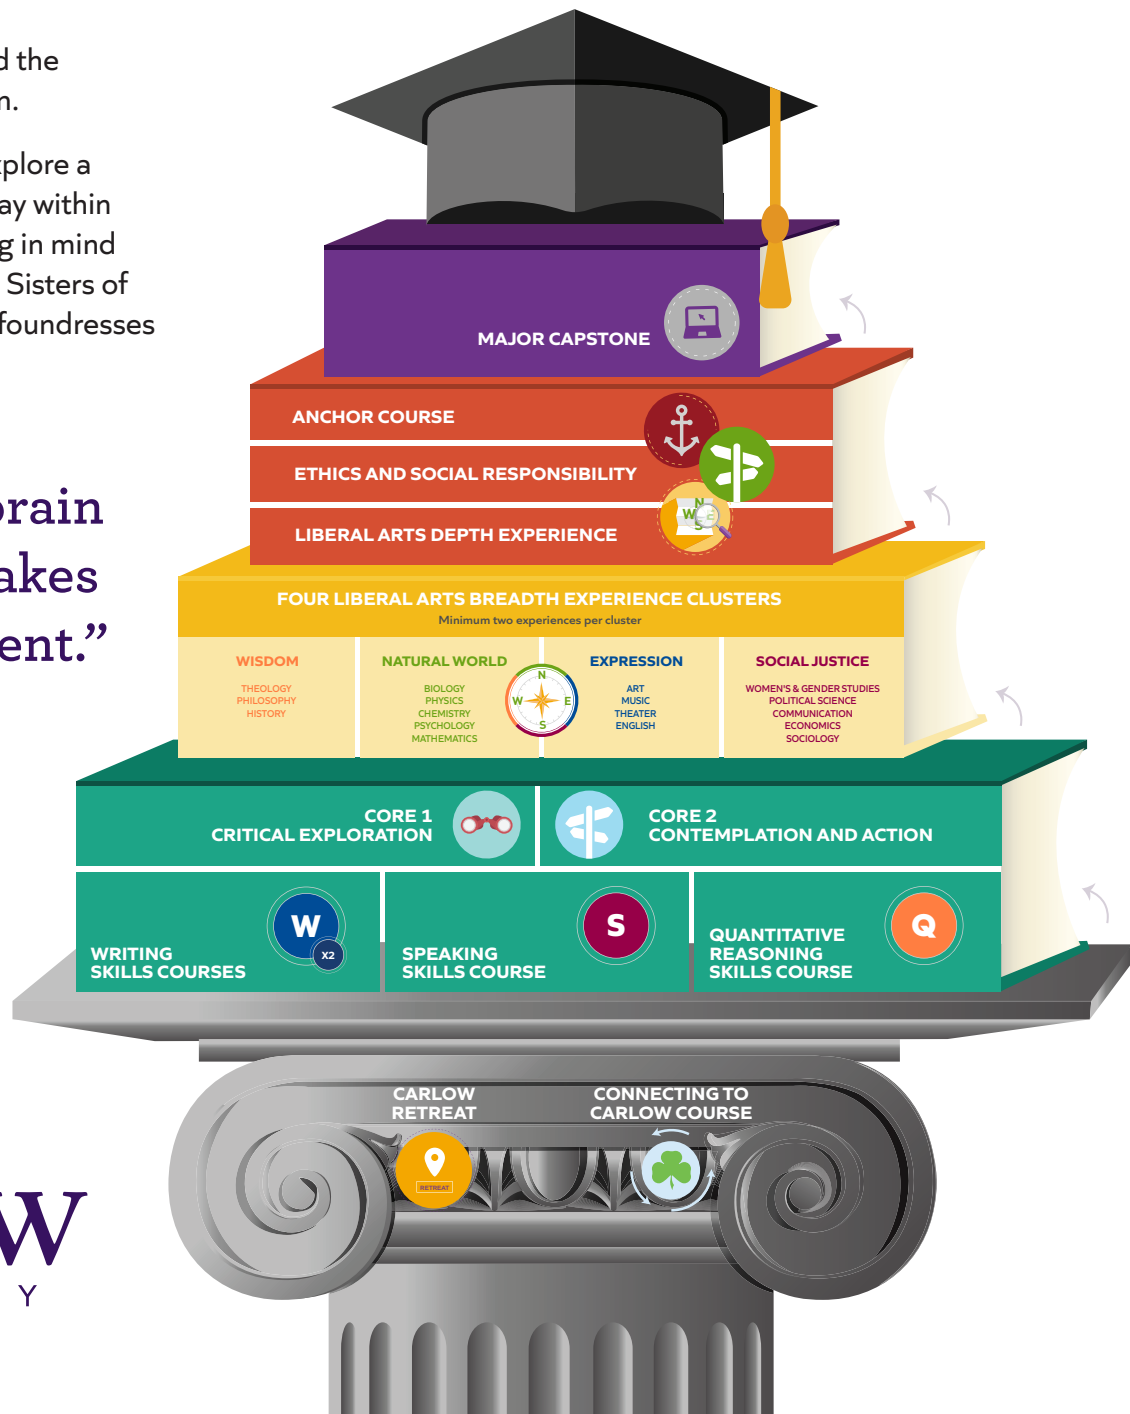 d the
n.
xplore a
ay within
g in mind
Sisters of
foundresses
orain
akes
ent.”
W
Y
MAJOR CAPSTONE
ANCHOR COURSE
ETHICS AND SOCIAL RESPONSIBILITY
N
W E
S
LIBERAL ARTS DEPTH EXPERIENCE
FOUR LIBERAL ARTS BREADTH EXPERIENCE CLUSTERS
Minimum two experiences per cluster
WISDOM
THEOLOGY
PHILOSOPHY
HISTORY
NATURAL WORLD
BIOLOGY
PHYSICS
CHEMISTRY
PSYCHOLOGY
MATHEMATICS
N
W E
S
EXPRESSION
ART
MUSIC
THEATER
ENGLISH
SOCIAL JUSTICE
WOMEN'S & GENDER STUDIES
POLITICAL SCIENCE
COMMUNICATION
ECONOMICS
SOCIOLOGY
CORE 1
CRITICAL EXPLORATION
CORE 2
CONTEMPLATION AND ACTION
W
X2
WRITING
SKILLS COURSES
S
SPEAKING
SKILLS COURSE
Q
QUANTITATIVE
REASONING
SKILLS COURSE
CARLOW
RETREAT
RETREAT
CONNECTING TO
CARLOW COURSE